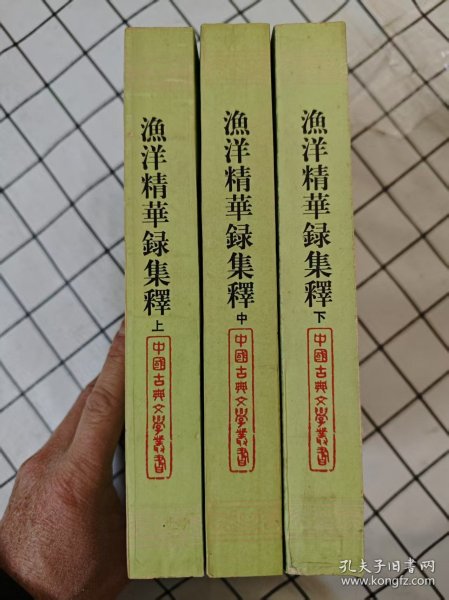 漁洋精華録集釋 上
中國古典文學叢書
漁洋精華録集釋 中
中國古典文學叢書
漁洋精華録集釋 下
中國古典文學叢書
孔夫子旧书网
www.kongfz.com